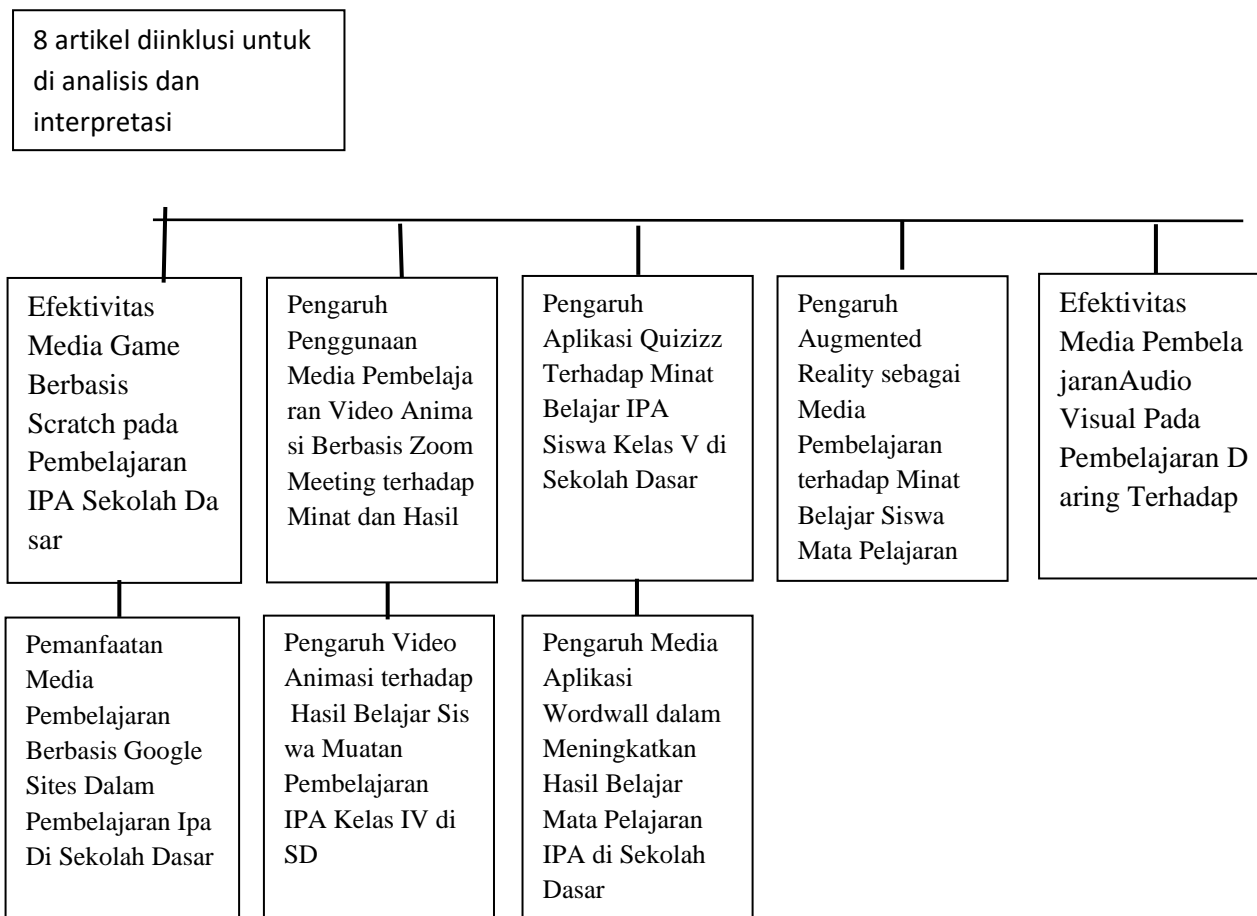 8 artikel diinklusi untuk
di analisis dan
interpretasi
Efektivitas
Media Game
Berbasis
Scratch pada
Pembelajaran
IPA Sekolah Da
sar
Pengaruh
Penggunaan
Media Pembelaja
ran Video Anima
si Berbasis Zoom
Meeting terhadap
Minat dan Hasil
Pengaruh
Aplikasi Quizizz
Terhadap Minat
Belajar IPA
Siswa Kelas V di
Sekolah Dasar
Pengaruh
Augmented
Reality sebagai
Media
Pembelajaran
terhadap Minat
Belajar Siswa
Mata Pelajaran
Efektivitas
Media Pembela
jaranAudio
Visual Pada
Pembelajaran D
aring Terhadap
Pemanfaatan
Media
Pembelajaran
Berbasis Google
Sites Dalam
Pembelajaran Ipa
Di Sekolah Dasar
Pengaruh Video
Animasi terhadap
Hasil Belajar Sis
wa Muatan
Pembelajaran
IPA Kelas IV di
SD
Pengaruh Media
Aplikasi
Wordwall dalam
Meningkatkan
Hasil Belajar
Mata Pelajaran
IPA di Sekolah
Dasar